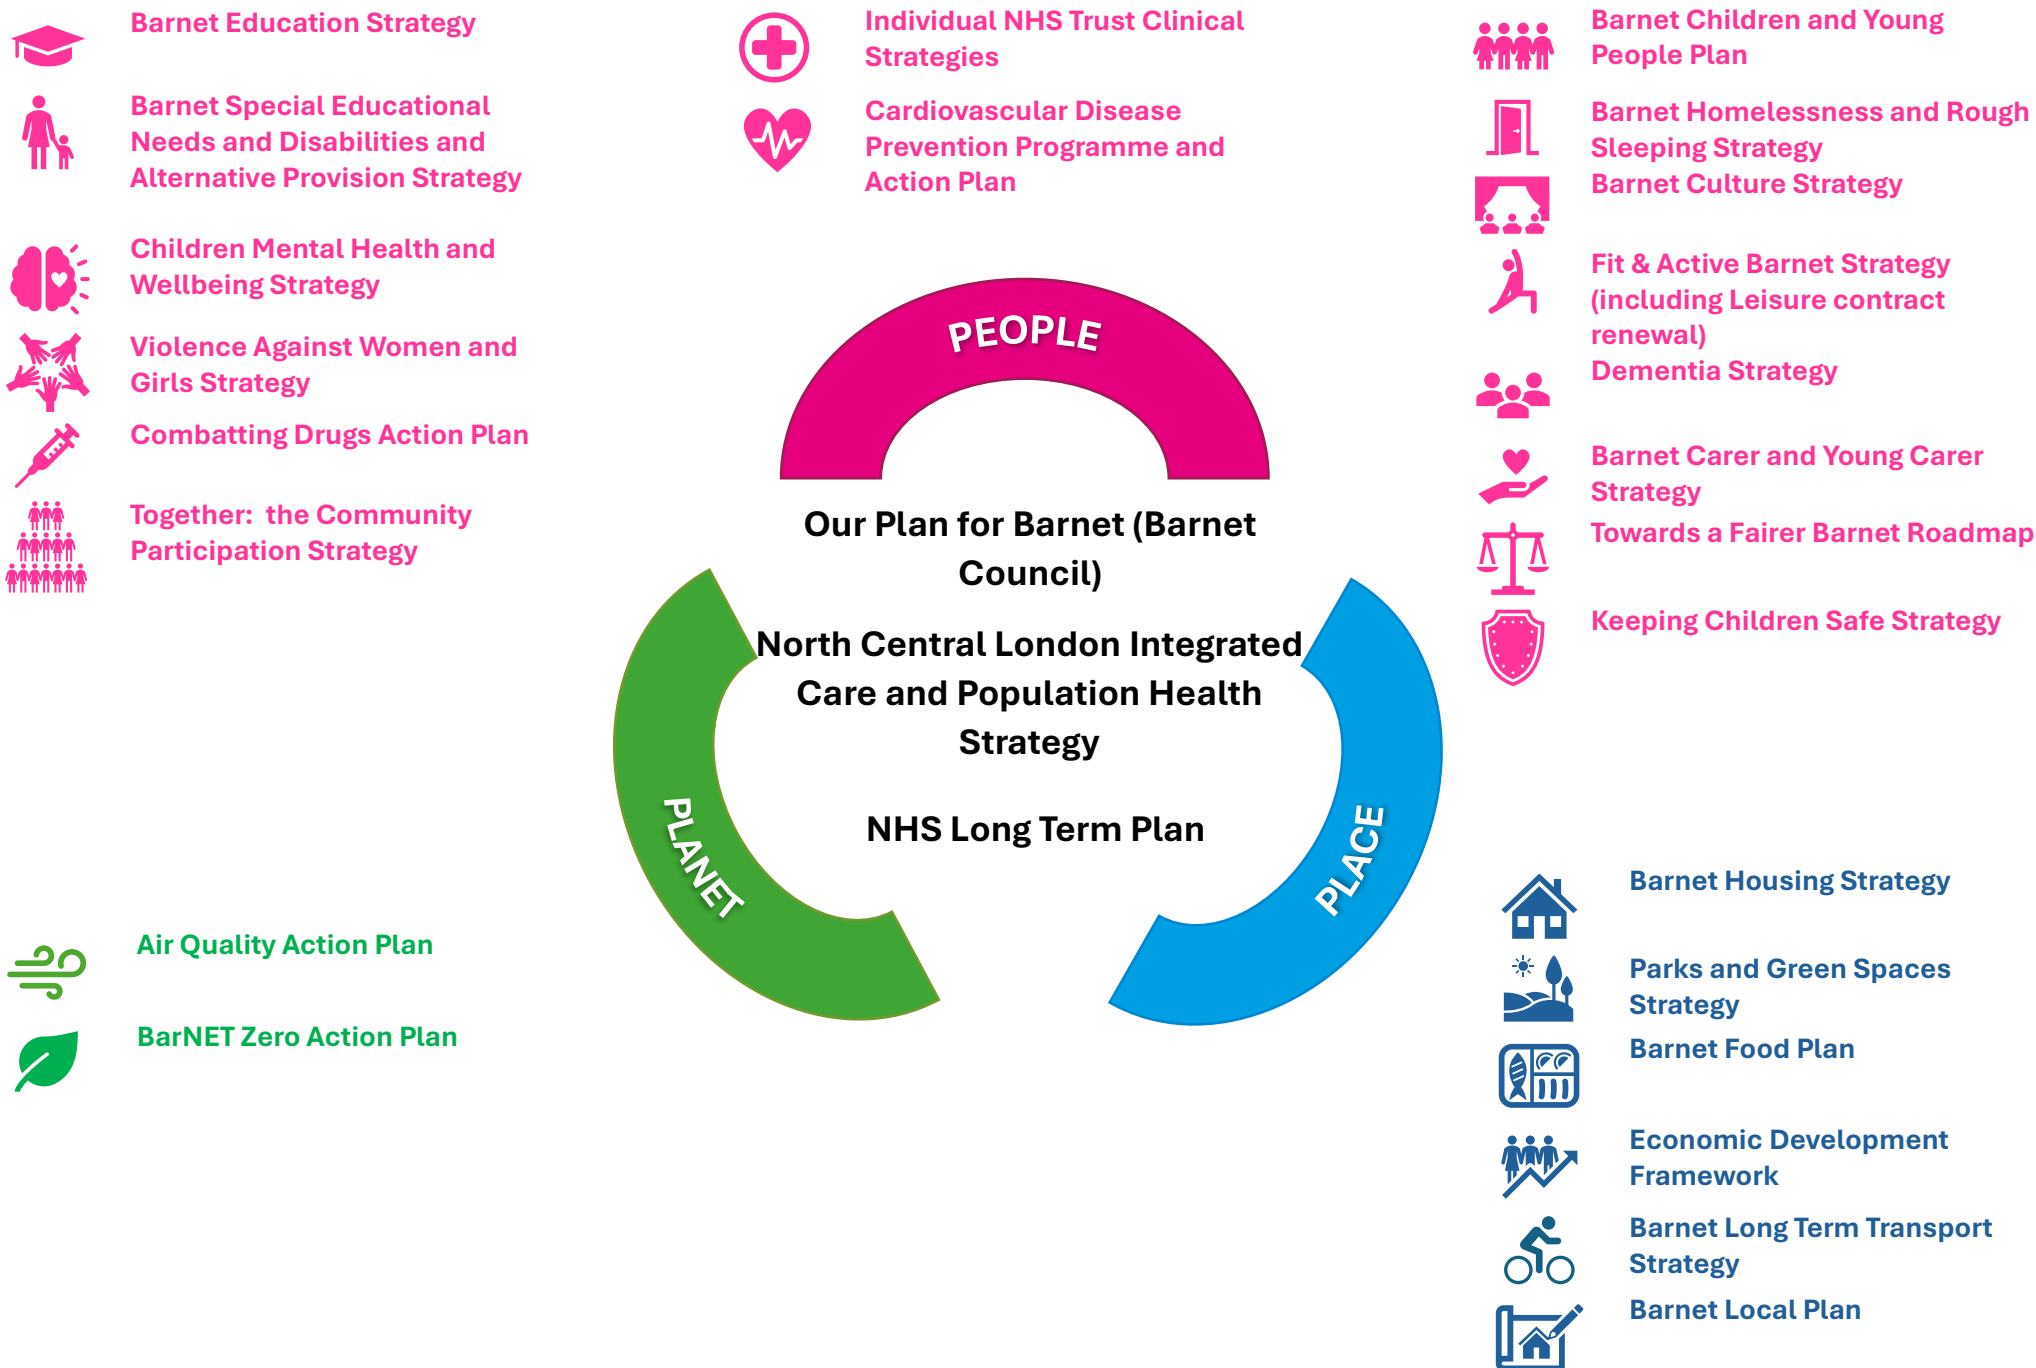 Barnet Education Strategy
Barnet Special Educational
Needs and Disabilities and
Alternative Provision Strategy
Children Mental Health and
Wellbeing Strategy
Violence Against Women and
Girls Strategy
Combatting Drugs Action Plan
Together:  the Community
Participation Strategy
Individual NHS Trust Clinical
Strategies
Cardiovascular Disease
Prevention Programme and
Action Plan
Barnet Children and Young
People Plan
Barnet Homelessness and Rough
Sleeping Strategy
Barnet Culture Strategy
Fit & Active Barnet Strategy
(including Leisure contract
renewal)
Dementia Strategy
Barnet Carer and Young Carer
Strategy
Towards a Fairer Barnet Roadmap
Keeping Children Safe Strategy
PEOPLE
Our Plan for Barnet (Barnet
Council)
North Central London Integrated
Care and Population Health
Strategy
NHS Long Term Plan
PLANET
PLACE
Air Quality Action Plan
BarNET Zero Action Plan
Barnet Housing Strategy
Parks and Green Spaces
Strategy
Barnet Food Plan
Economic Development
Framework
Barnet Long Term Transport
Strategy
Barnet Local Plan